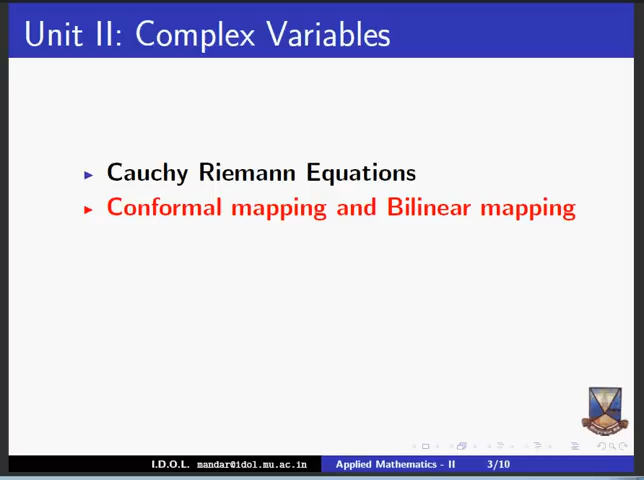 Unit II: Complex Variables
Cauchy Riemann Equations
Conformal mapping and Bilinear mapping
I.D.O.L. mandar@idol.mu.ac.in Applied Mathematics - II 3/10